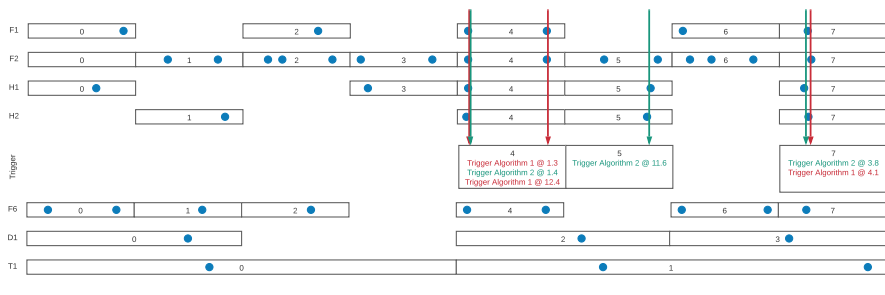 F1 0 2 4 6 7
F2 0 1 2 3 4 5 6 7
H1 0 3 4 5 7
H2 1 4 5 7
Trigger
4
Trigger Algorithm 1 @ 1.3
Trigger Algorithm 2 @ 1.4
Trigger Algorithm 1 @ 12.4
5
Trigger Algorithm 2 @ 11.6
7
Trigger Algorithm 2 @ 3.8
Trigger Algorithm 1 @ 4.1
F6 0 1 2 4 6 7
D1 0 2 3
T1 0 1